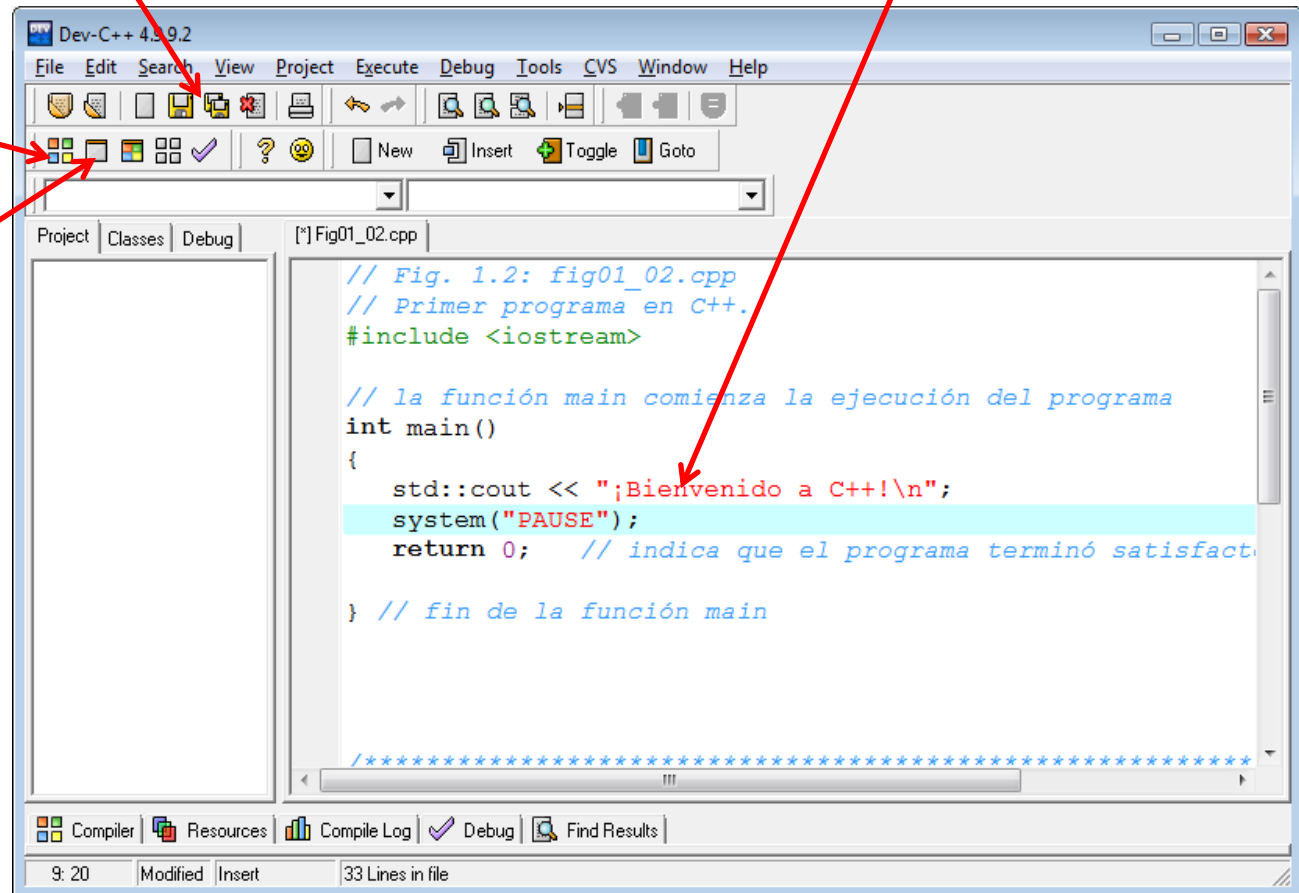 Dev-C++ 4.9.9.2
File Edit Search View Project Execute Debug Tools CVS Window Help
New Insert Toggle Goto
Project Classes Debug [*] Fig01_02.cpp
// Fig. 1.2: fig01_02.cpp
// Primer programa en C++.
#include <iostream>
// la función main comienza la ejecución del programa
int main()
{
std::cout << "¡Bienvenido a C++!\n";
system("PAUSE");
return 0; // indica que el programa terminó satisfact
} // fin de la función main
/**********************************************************
Compiler Resources Compile Log Debug Find Results
9: 20 Modified Insert 33 Lines in file